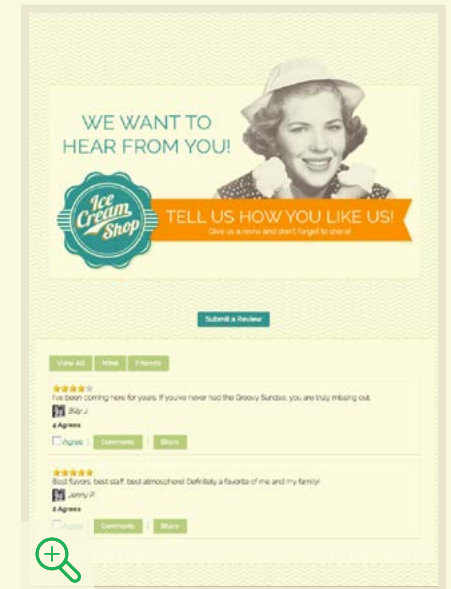 WE WANT TO
HEAR FROM YOU!
Ice
Cream
Shop
TELL US HOW YOU LIKE US!
Give us a reviw and don't forget to share!
Submit a Review
View All Mine Friends
I've been coming here for years. If you've never had the Groovy Sundae, you are truly missing out.
Billy J.
4 Agrees
Agree Comments Share
Best flavors, best staff, best atmosphere! Definitely a favorite of me and my family!
Jenny P.
2 Agrees
Agree Comments Share